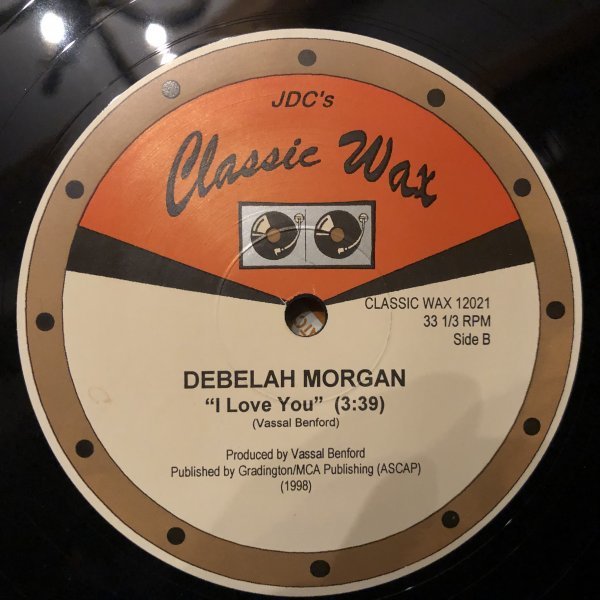 JDC's
Classic Wax
CLASSIC WAX 12021
33 1/3 RPM
Side B
DEBELAH MORGAN
“I Love You” (3:39)
(Vassal Benford)
Produced by Vassal Benford
Published by Gradington/MCA Publishing (ASCAP)
(1998)